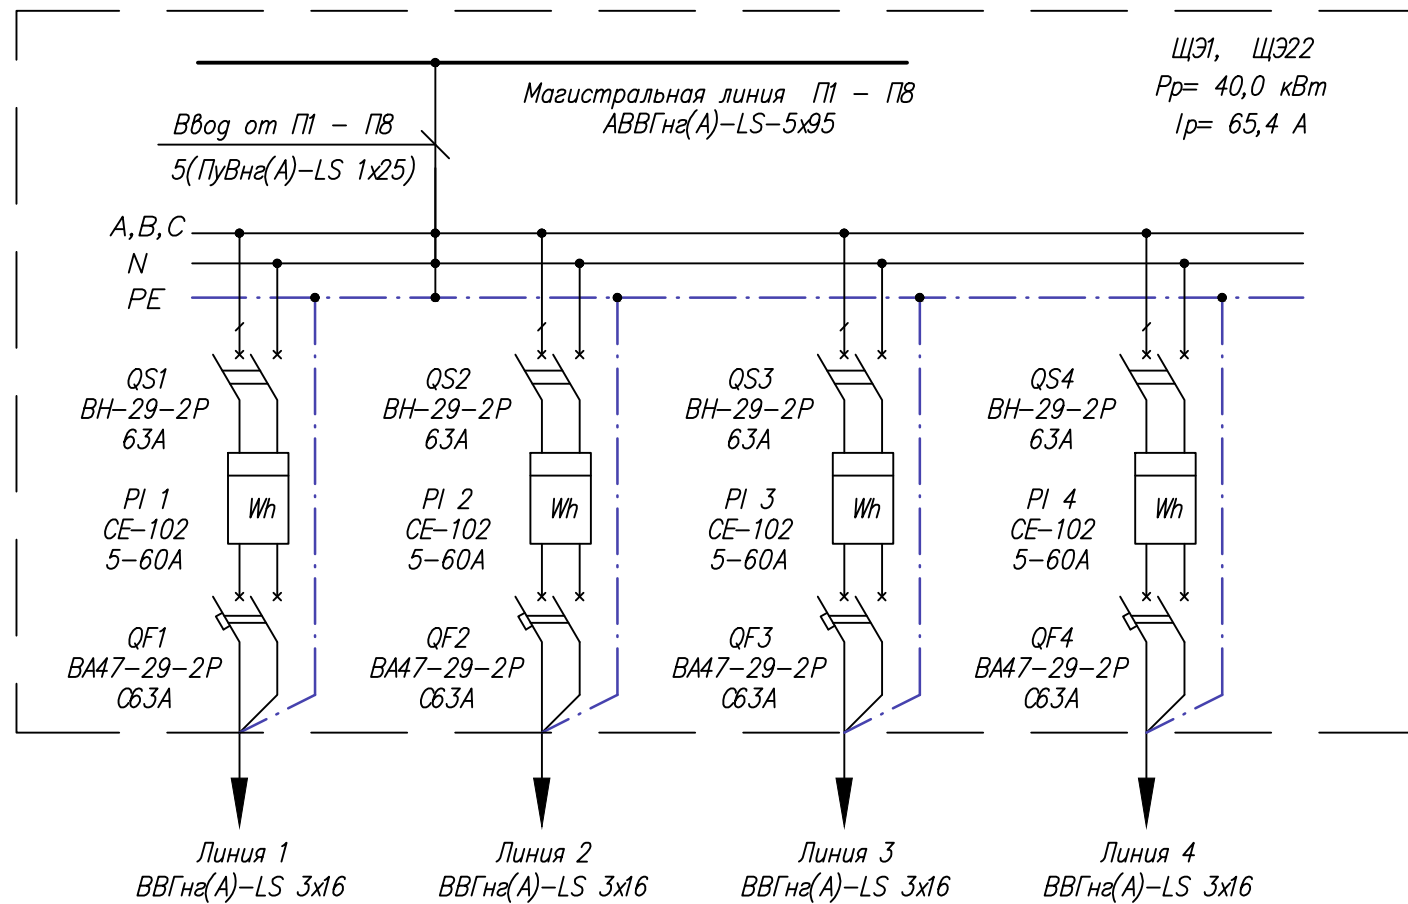 ЩЭ1, ЩЭ22
Рр= 40,0 кВт
Iр= 65,4 А
Магистральная линия П1 – П8
АВВГнг(А)–LS–5х95
Ввод от П1 – П8
5(ПуВнг(А)–LS 1х25)
А,В,С
N
PE
QS1
ВН–29–2Р
63А
QS2
ВН–29–2Р
63А
QS3
ВН–29–2Р
63А
QS4
ВН–29–2Р
63А
PI 1
СЕ–102
5–60А
Wh
PI 2
СЕ–102
5–60А
Wh
PI 3
СЕ–102
5–60А
Wh
PI 4
СЕ–102
5–60А
Wh
QF1
ВА47–29–2Р
С63А
QF2
ВА47–29–2Р
С63А
QF3
ВА47–29–2Р
С63А
QF4
ВА47–29–2Р
С63А
Линия 1
ВВГнг(А)–LS 3х16
Линия 2
ВВГнг(А)–LS 3х16
Линия 3
ВВГнг(А)–LS 3х16
Линия 4
ВВГнг(А)–LS 3х16